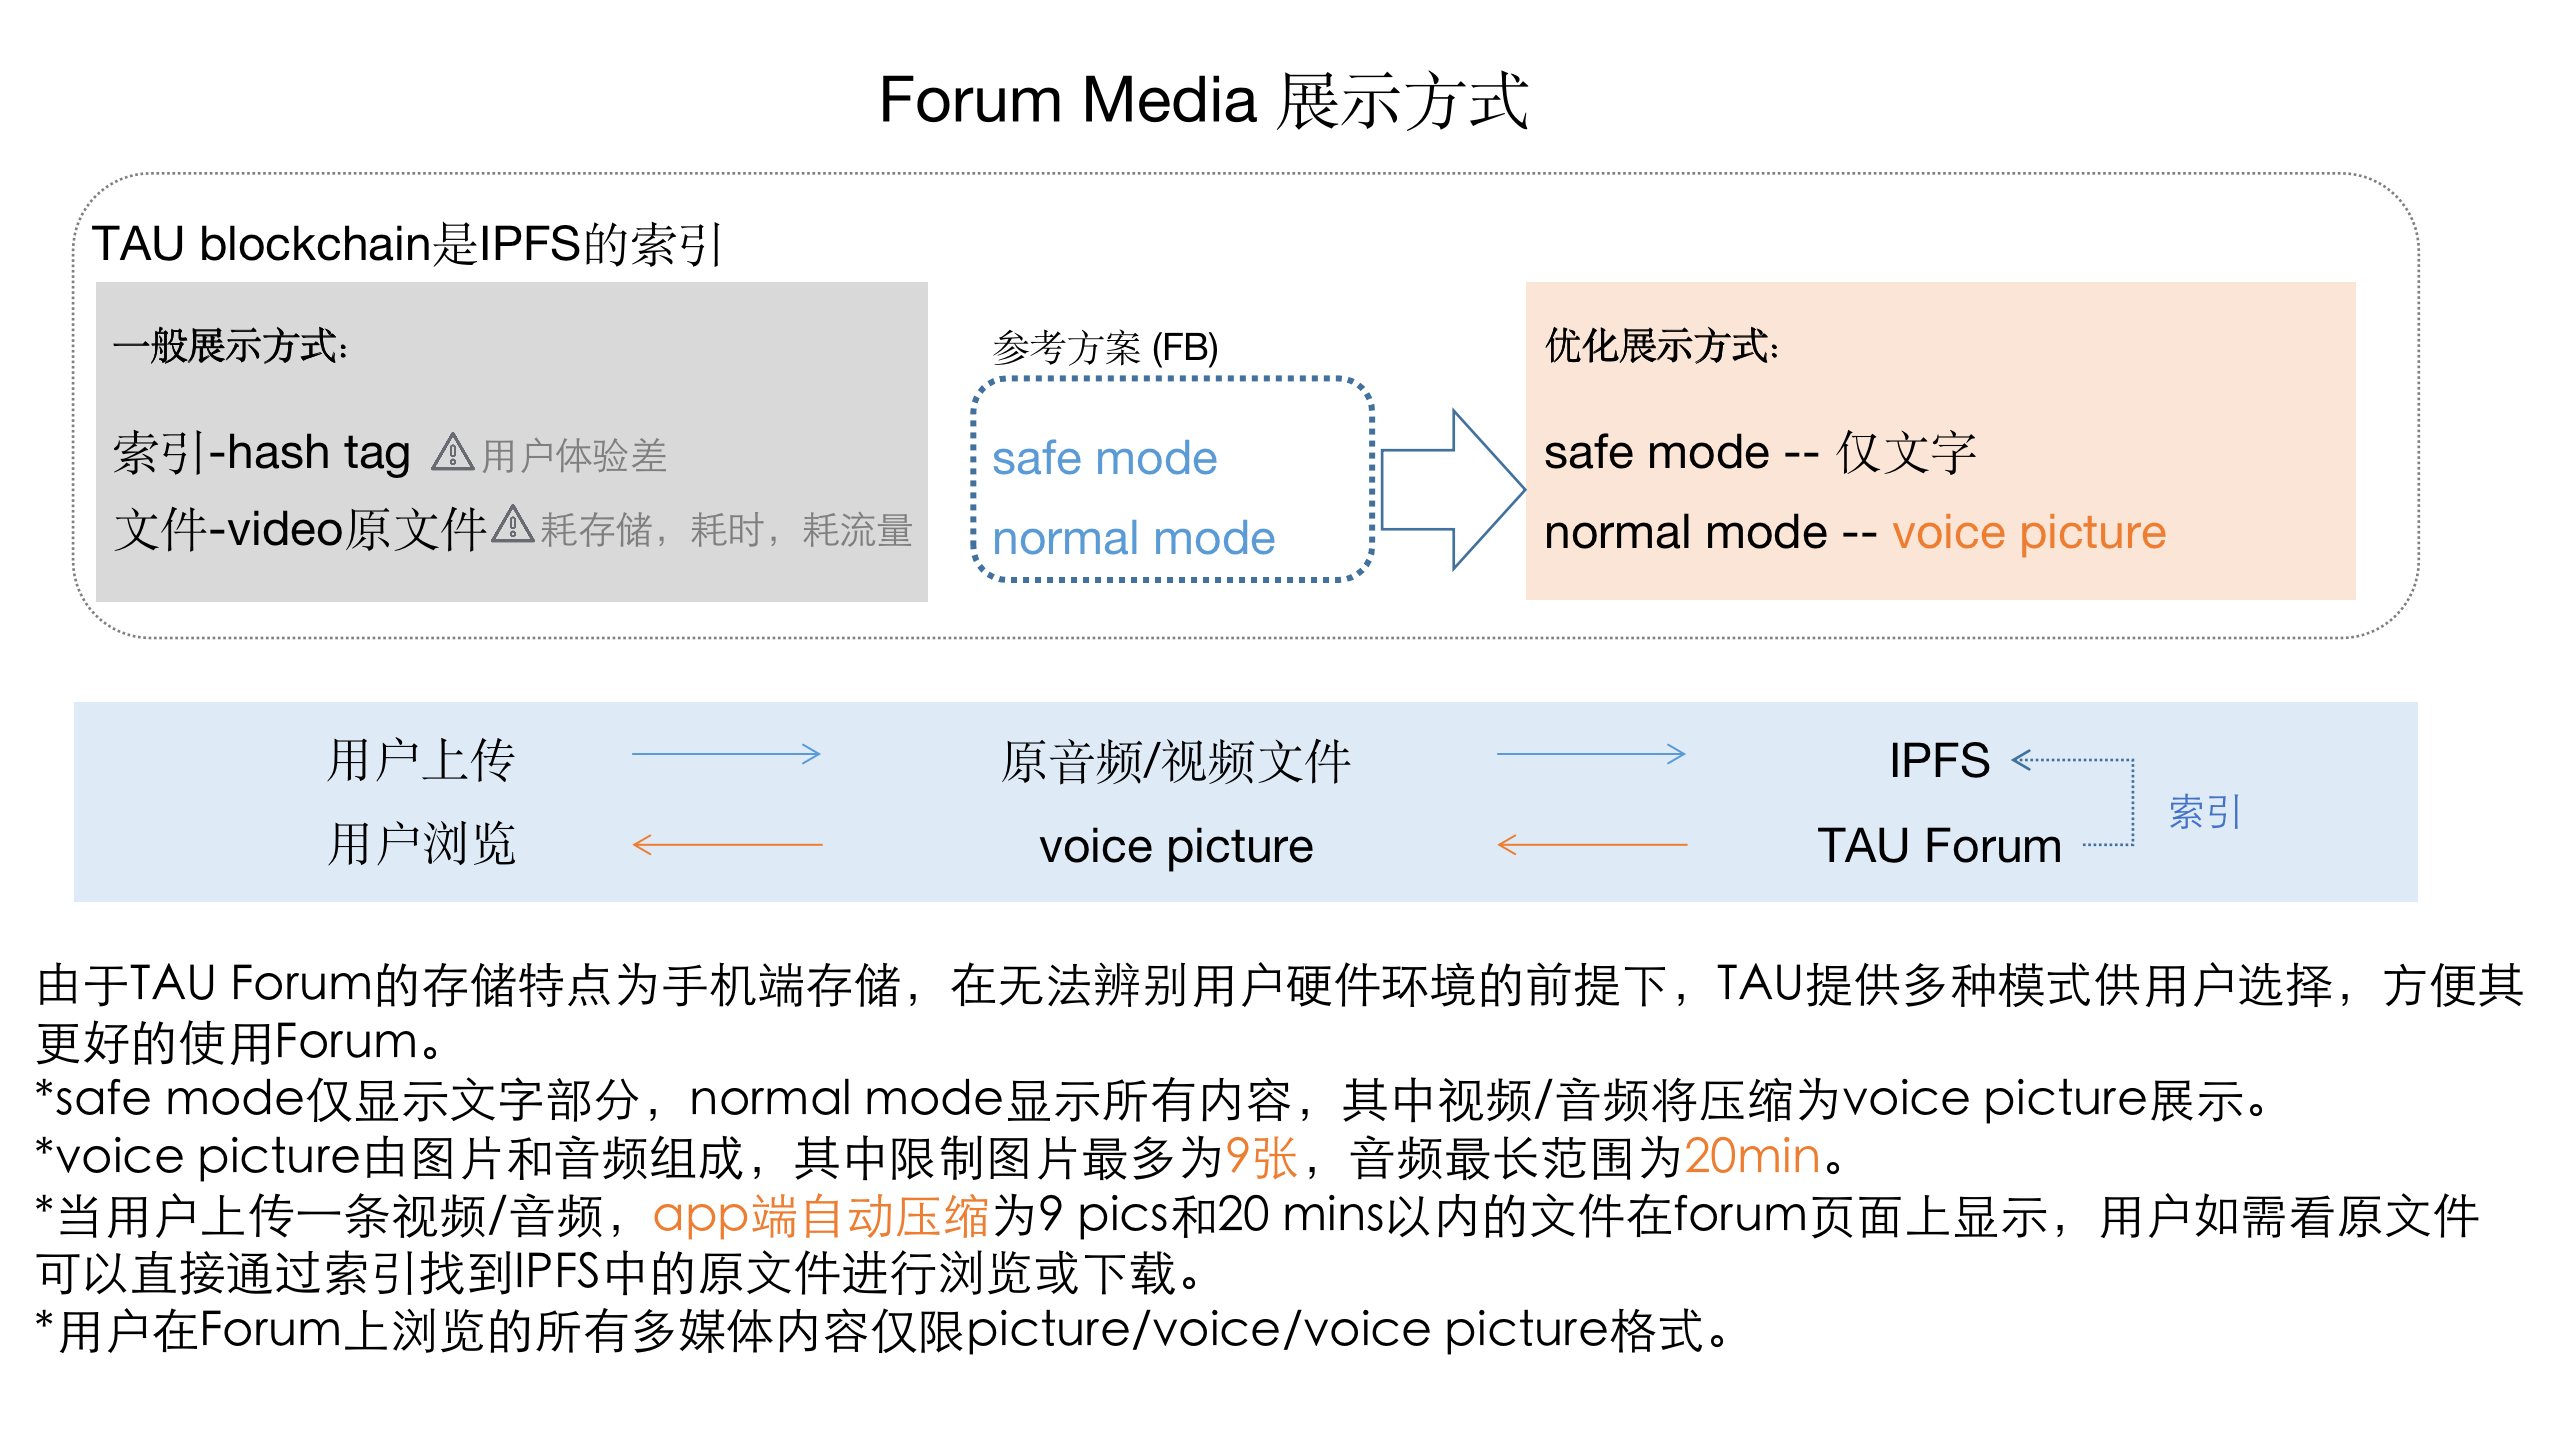 Forum Media 展示方式
TAU blockchain是IPFS的索引
一般展示方式：
索引-hash tag 用户体验差
文件-video原文件 耗存储，耗时，耗流量
参考方案 (FB)
safe mode
normal mode
优化展示方式：
safe mode -- 仅文字
normal mode -- voice picture
用户上传 原音频/视频文件 IPFS
索引
用户浏览 voice picture TAU Forum
由于TAU Forum的存储特点为手机端存储，在无法辨别用户硬件环境的前提下，TAU提供多种模式供用户选择，方便其
更好的使用Forum。
*safe mode仅显示文字部分，normal mode显示所有内容，其中视频/音频将压缩为voice picture展示。
*voice picture由图片和音频组成，其中限制图片最多为9张，音频最长范围为20min。
*当用户上传一条视频/音频，app端自动压缩为9 pics和20 mins以内的文件在forum页面上显示，用户如需看原文件
可以直接通过索引找到IPFS中的原文件进行浏览或下载。
*用户在Forum上浏览的所有多媒体内容仅限picture/voice/voice picture格式。